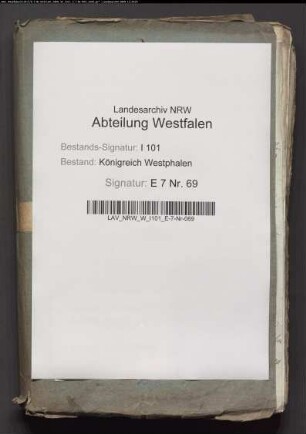 Landesarchiv NRW
Abteilung Westfalen
Bestands-Signatur: I 101
Bestand: Königreich Westphalen
Signatur: E 7 Nr. 69
LAV_NRW_W_I101_E-7-Nr-069